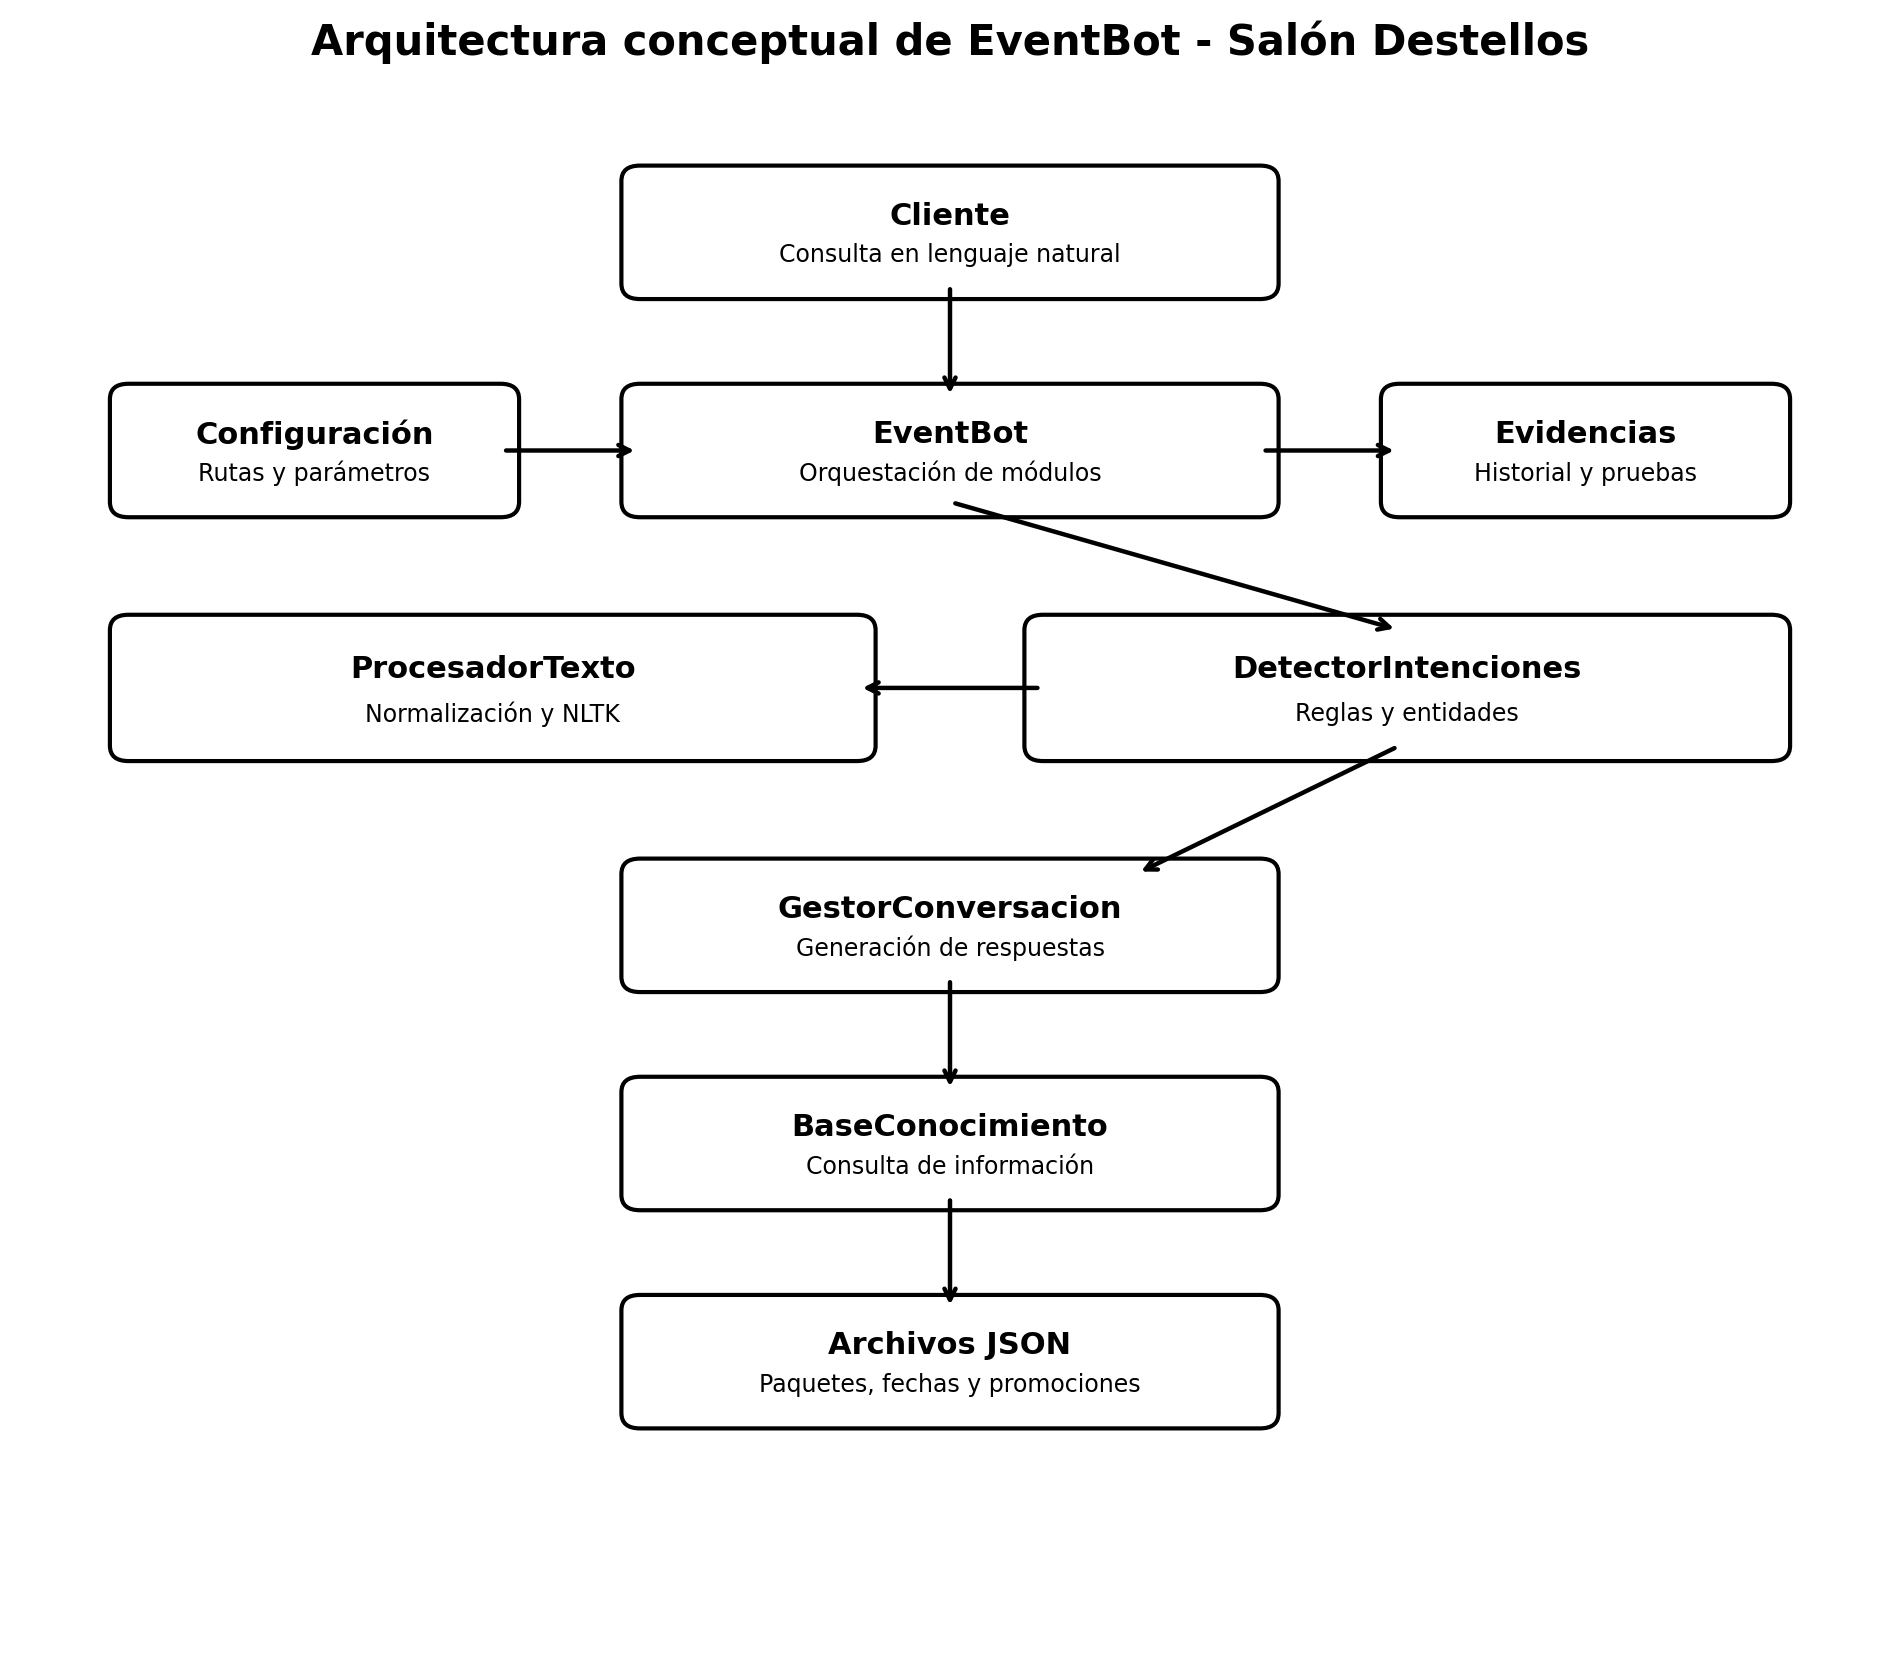 Arquitectura conceptual de EventBot - Salón Destellos
Cliente
Consulta en lenguaje natural
Configuración
Rutas y parámetros
EventBot
Orquestación de módulos
Evidencias
Historial y pruebas
ProcesadorTexto
Normalización y NLTK
DetectorIntenciones
Reglas y entidades
GestorConversacion
Generación de respuestas
BaseConocimiento
Consulta de información
Archivos JSON
Paquetes, fechas y promociones